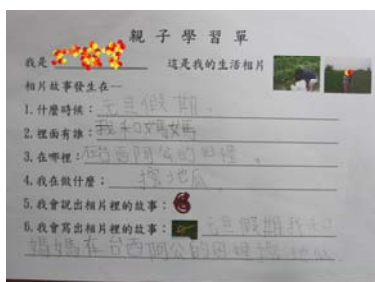 親子學習單
我是 這是我的生活相片
相片故事發生在--
1.什麼時候：元旦假期。
2.裡面有誰：我和媽媽
3.在哪裡：台西阿公的田裡。
4.我在做什麼：挖地瓜
5.我會說出相片裡的故事：
6.我會寫出相片裡的故事： 元旦假期我和
媽媽在台西阿公的田裡挖地瓜